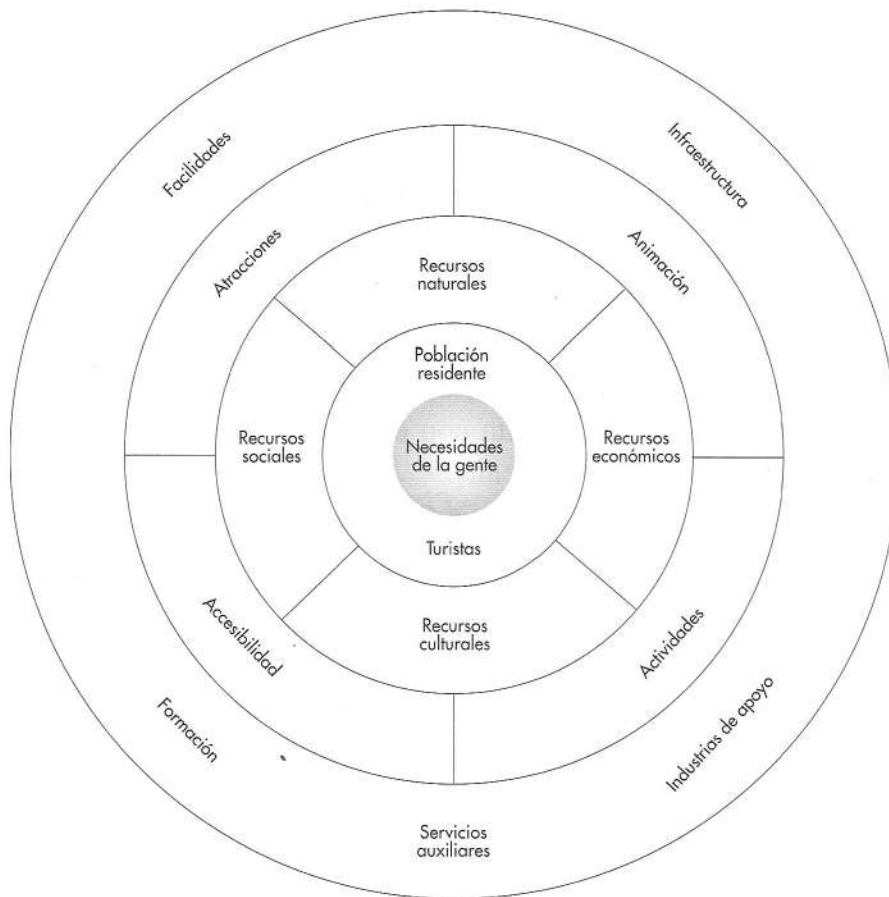 Facilidades
Infraestructura
Atracciones
Animación
Recursos
naturales
Población
residente
Recursos
sociales
Necesidades
de la gente
Recursos
económicos
Turistas
Accesibilidad
Recursos
culturales
Actividades
Formación
Industrias de apoyo
Servicios
auxiliares